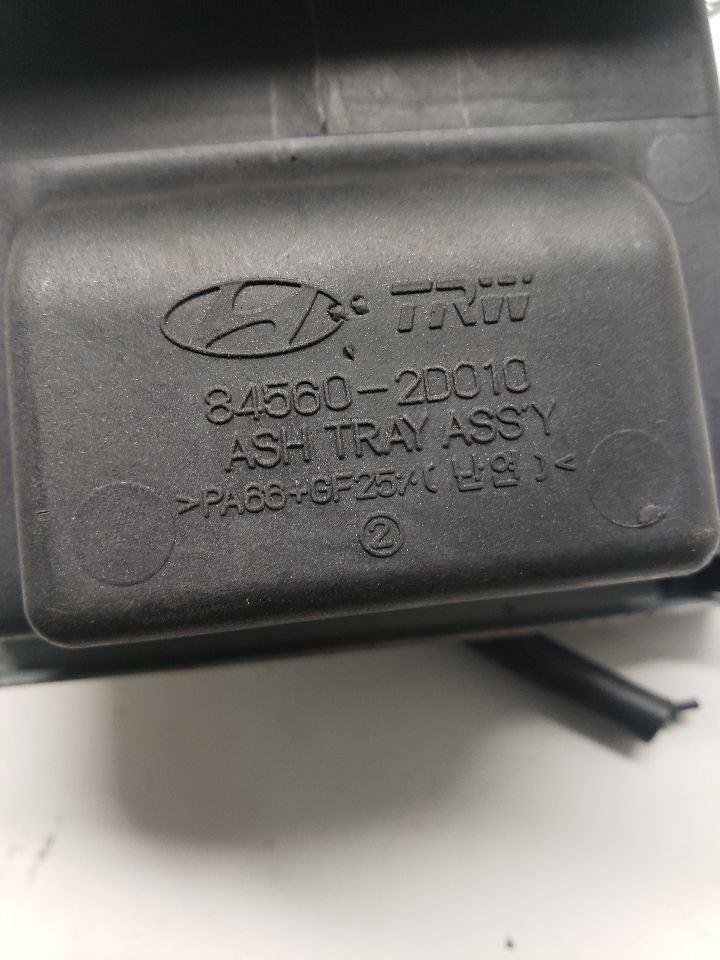 TRW
84560-2D010
ASH TRAY ASS'Y
>PA66+GF25%(난연)<
②